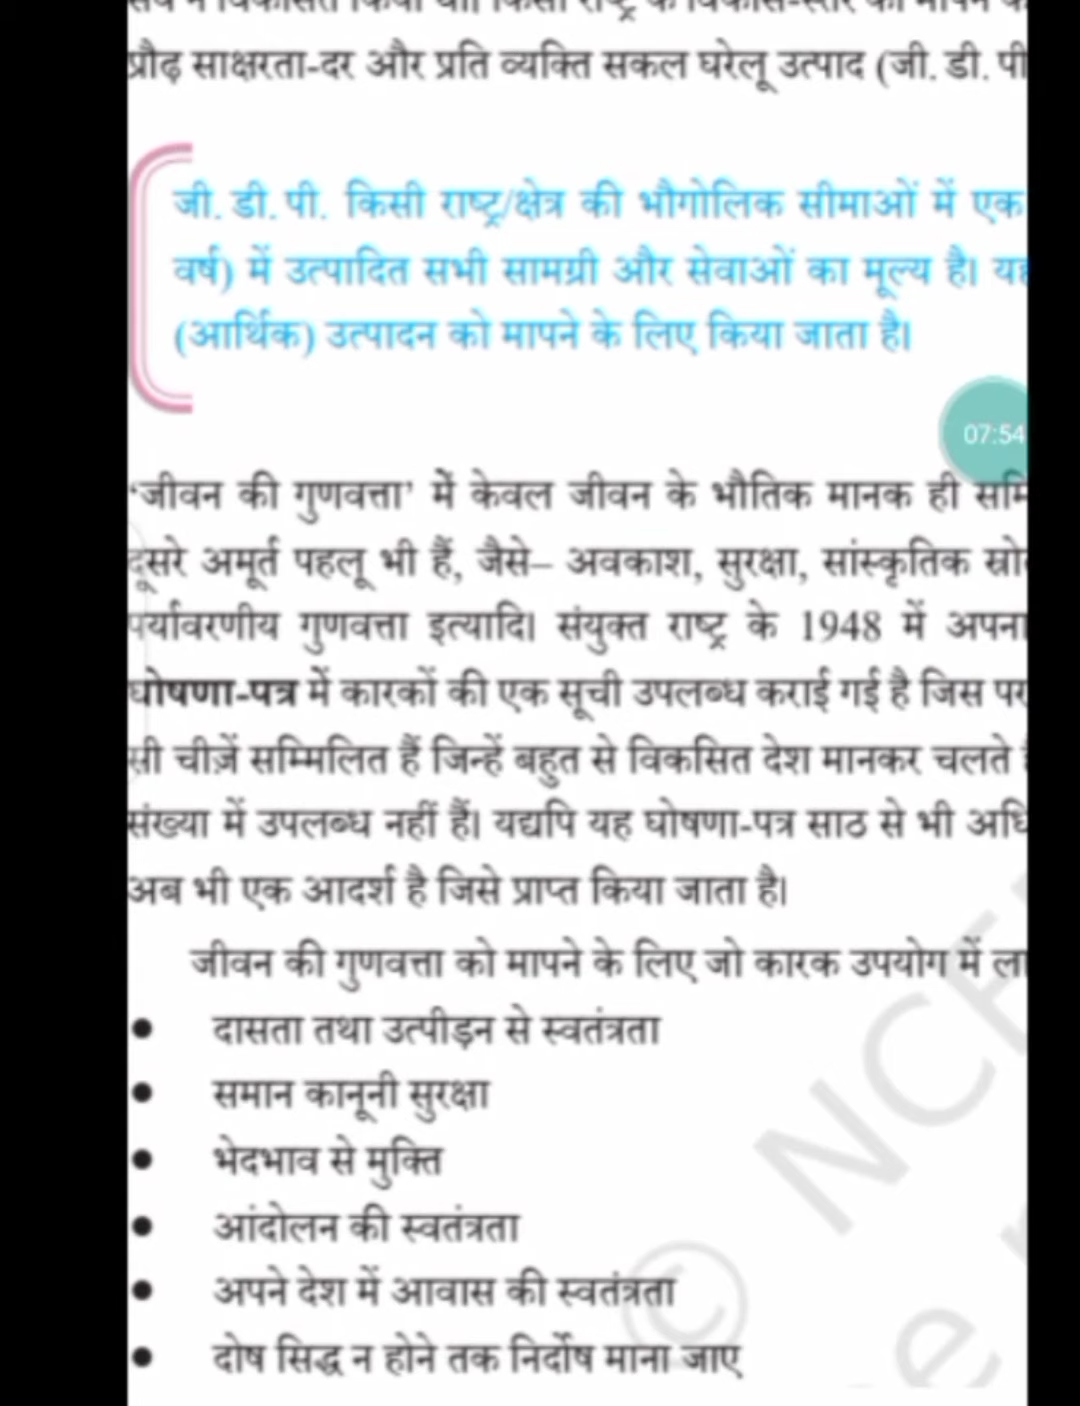 प्रौढ़ साक्षरता-दर और प्रति व्यक्ति सकल घरेलू उत्पाद (जी. डी. पी
जी. डी. पी. किसी राष्ट्र/क्षेत्र की भौगोलिक सीमाओं में एक
वर्ष) में उत्पादित सभी सामग्री और सेवाओं का मूल्य है। यह
(आर्थिक) उत्पादन को मापने के लिए किया जाता है।
07:54
‘जीवन की गुणवत्ता’ में केवल जीवन के भौतिक मानक ही
दूसरे अमूर्त पहलू भी हैं, जैसे– अवकाश, सुरक्षा, सांस्कृतिक
पर्यावरणीय गुणवत्ता इत्यादि। संयुक्त राष्ट्र के 1948 में अपना
घोषणा-पत्र में कारकों की एक सूची उपलब्ध कराई गई है जिस पर
सी चीज़ें सम्मिलित हैं जिन्हें बहुत से विकसित देश मानकर चलते
संख्या में उपलब्ध नहीं हैं। यद्यपि यह घोषणा-पत्र साठ से भी
अब भी एक आदर्श है जिसे प्राप्त किया जाता है।
जीवन की गुणवत्ता को मापने के लिए जो कारक उपयोग में ला
• दासता तथा उत्पीड़न से स्वतंत्रता
• समान कानूनी सुरक्षा
• भेदभाव से मुक्ति
• आंदोलन की स्वतंत्रता
• अपने देश में आवास की स्वतंत्रता
• दोष सिद्ध न होने तक निर्दोष माना जाए
© NCE